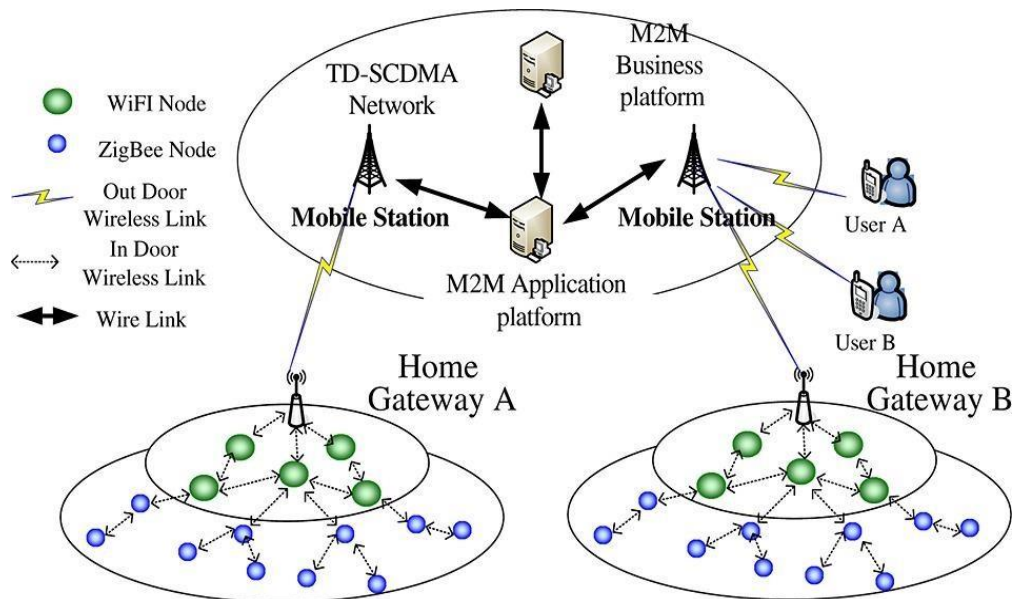 M2M
Business
platform
TD-SCDMA
Network
WiFI Node
ZigBee Node
Out Door
Wireless Link
In Door
Wireless Link
Wire Link
Mobile Station
Mobile Station
User A
M2M Application
platform
User B
Home
Gateway A
Home
Gateway B